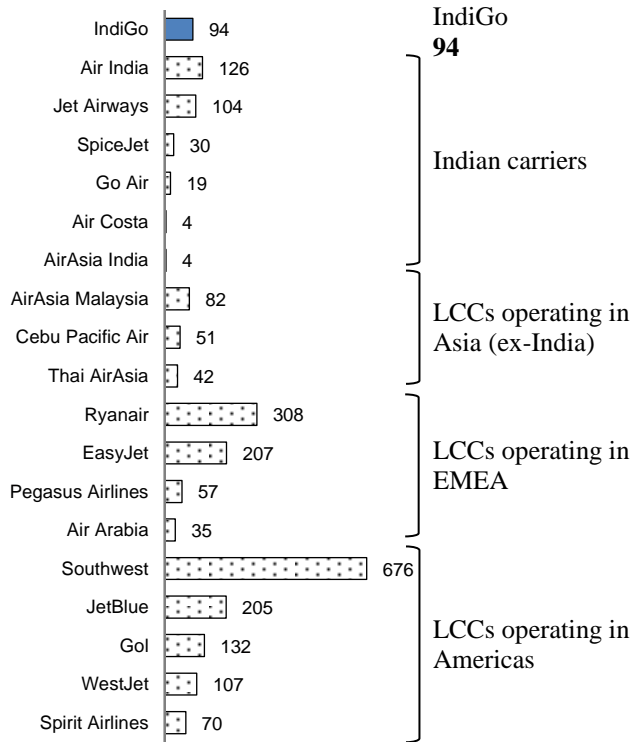 IndiGo 94
Air India 126
Jet Airways 104
SpiceJet 30
Go Air 19
Air Costa 4
AirAsia India 4
AirAsia Malaysia 82
Cebu Pacific Air 51
Thai AirAsia 42
Ryanair 308
EasyJet 207
Pegasus Airlines 57
Air Arabia 35
Southwest 676
JetBlue 205
Gol 132
WestJet 107
Spirit Airlines 70
IndiGo
94
Indian carriers
LCCs operating in
Asia (ex-India)
LCCs operating in
EMEA
LCCs operating in
Americas